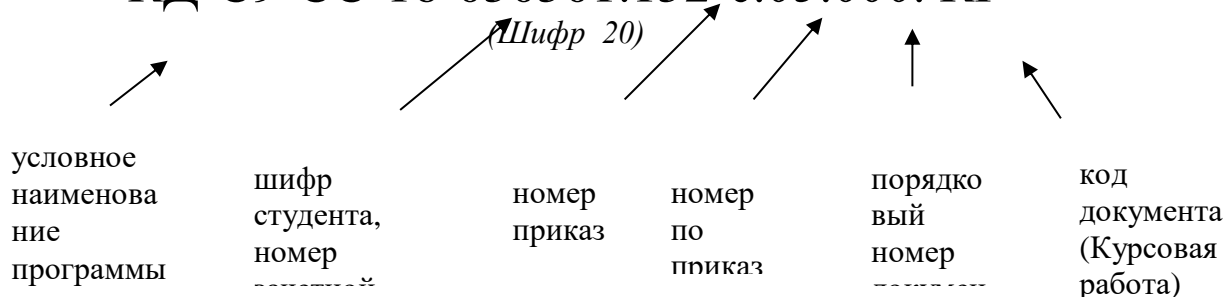 (Шифр 20)
условное
наименова
ние
программы
шифр
студента,
номер
номер
приказ
номер
по
приказ
порядко
вый
номер
код
документа
(Курсовая
работа)